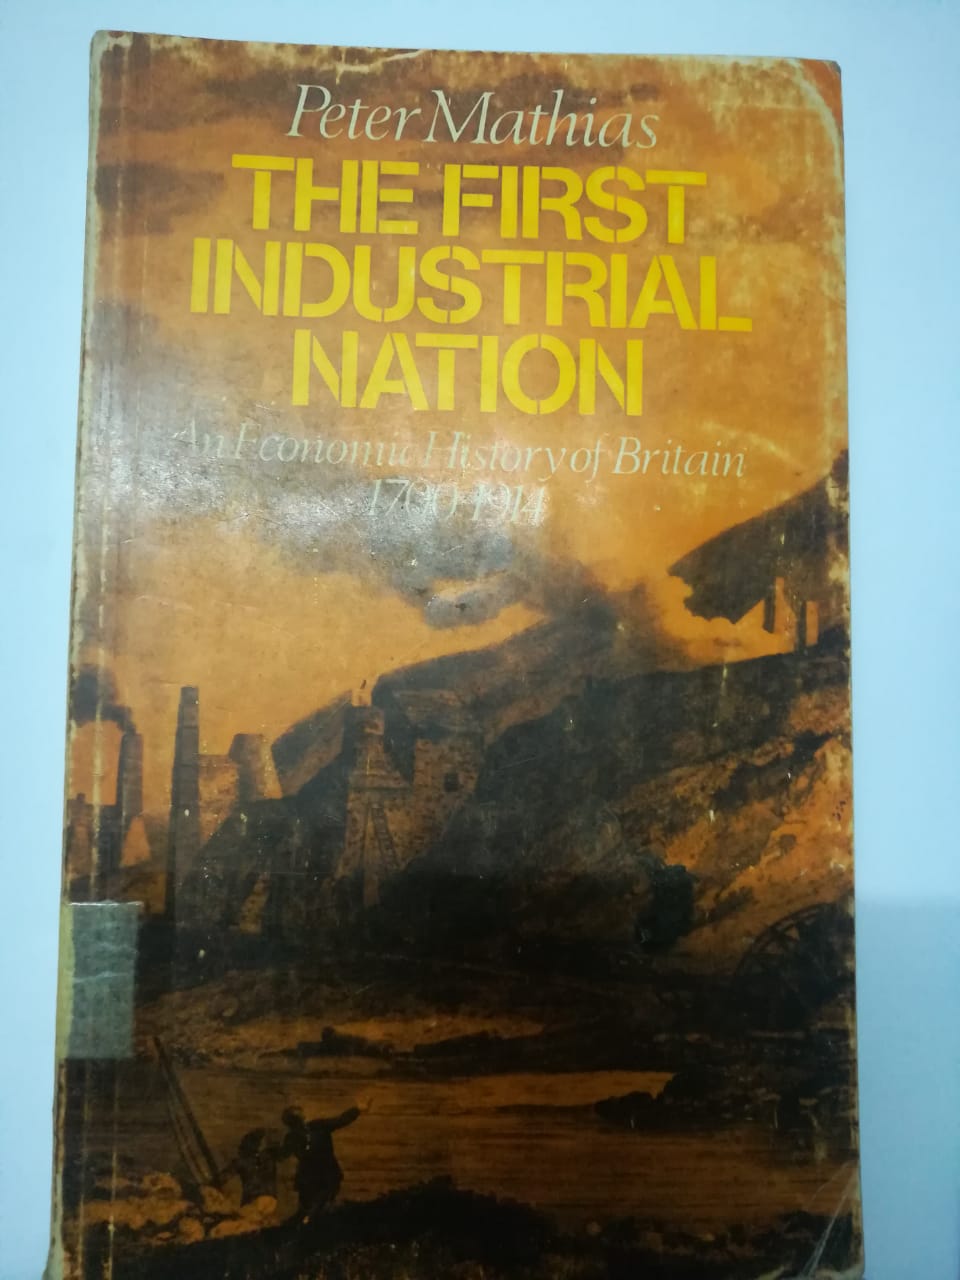 Peter Mathias
THE FIRST
INDUSTRIAL
NATION
An Economic History of Britain
1700-1914